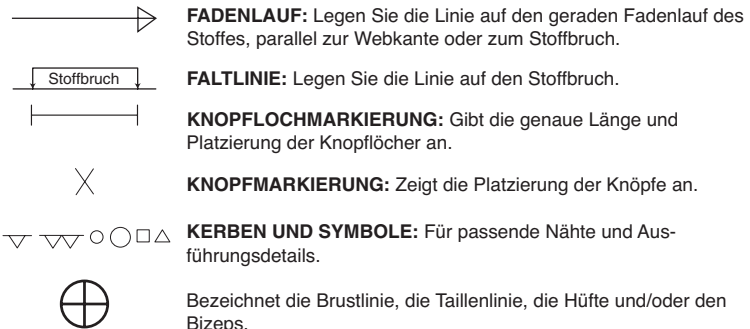 FADENLAUF: Legen Sie die Linie auf den geraden Fadenlauf des
Stoffes, parallel zur Webkante oder zum Stoffbruch.
Stoffbruch
FALTLINIE: Legen Sie die Linie auf den Stoffbruch.
KNOPFLOCHMARKIERUNG: Gibt die genaue Länge und
Platzierung der Knopflöcher an.
KNOPFMARKIERUNG: Zeigt die Platzierung der Knöpfe an.
KERBEN UND SYMBOLE: Für passende Nähte und Aus-
führungsdetails.
Bezeichnet die Brustlinie, die Taillenlinie, die Hüfte und/oder den
Bizeps.